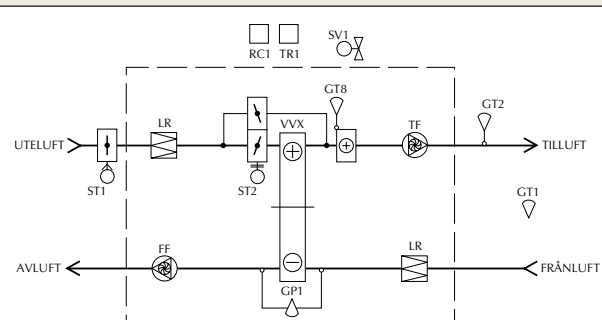 SV1
RC1 TR1
GT8
LR
VVX
TF
GT2
UTELUFT
TILLUFT
ST1
ST2
GT1
FF
LR
AVLUFT
FRÅNLUFT
GP1